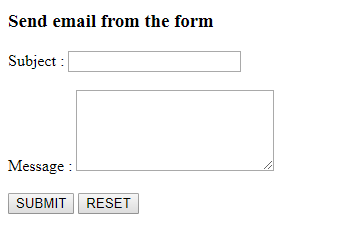 Send email from the form
Subject :
Message :
SUBMIT RESET